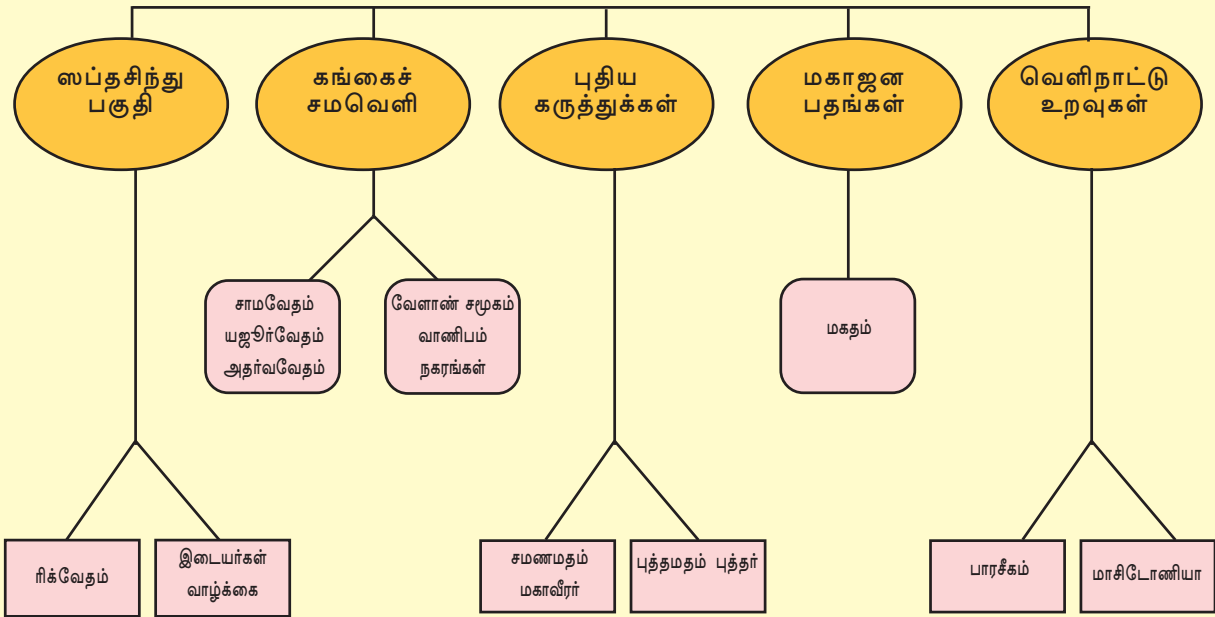 ஸப்தசிந்து
பகுதி
கங்கைச்
சமவெளி
புதிய
கருத்துக்கள்
மகாஜன
பதங்கள்
வெளிநாட்டு
உறவுகள்
சாமவேதம்
யஜூர்வேதம்
அதர்வவேதம்
வேளாண் சமூகம்
வாணிபம்
நகரங்கள்
மகதம்
ரிக்வேதம்
இடையர்கள்
வாழ்க்கை
சமணமதம்
மகாவீரர்
புத்தமதம் புத்தர்
பாரசீகம்
மாசிடோணியா